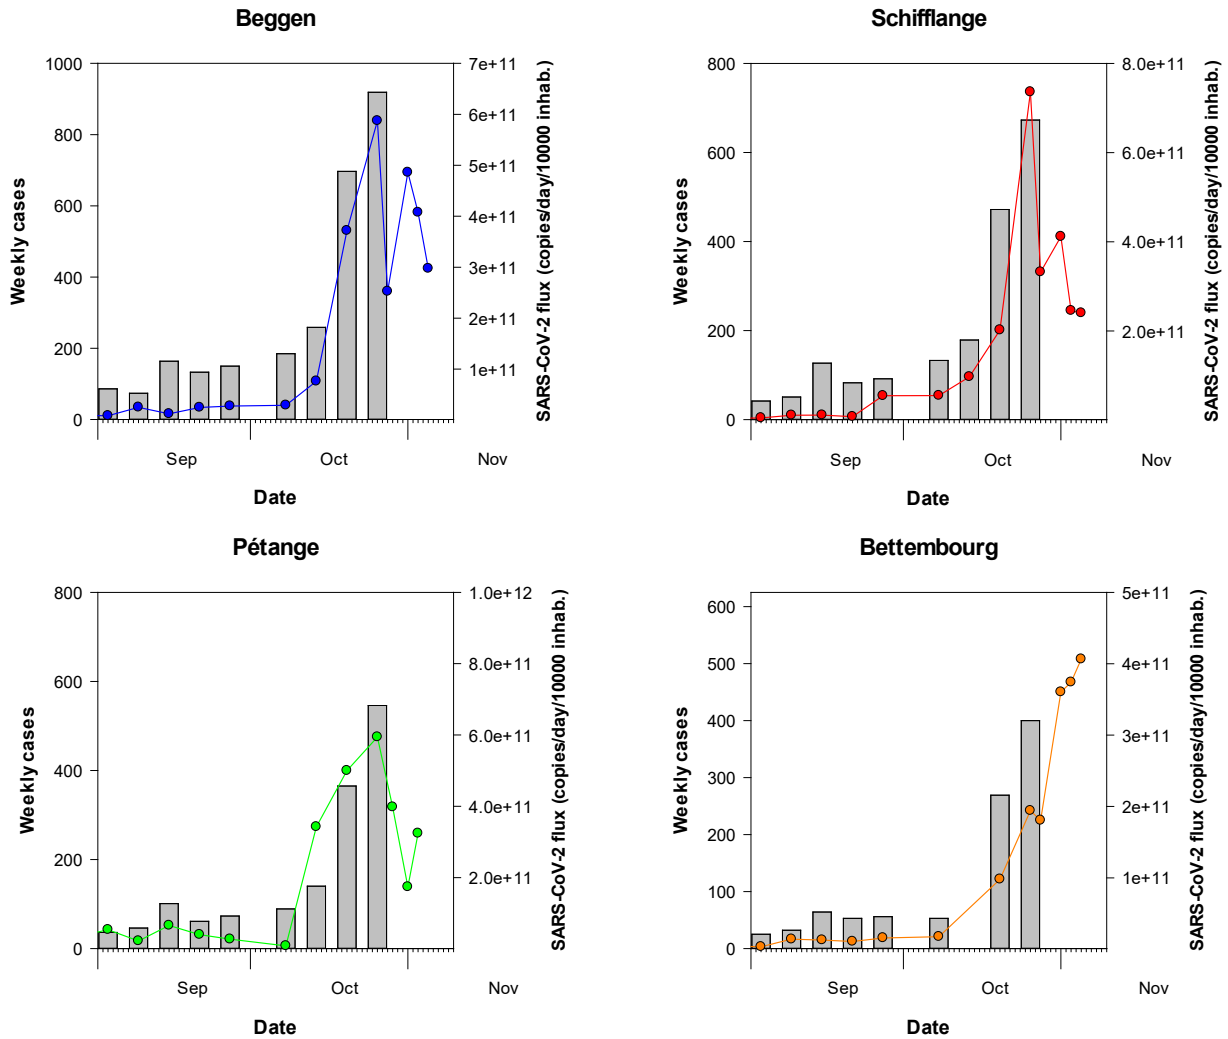 Beggen
1000
800
600
400
200
0
Weekly cases
7e+11
6e+11
5e+11
4e+11
3e+11
2e+11
1e+11
SARS-CoV-2 flux (copies/day/10000 inhab.)
Sep
Oct
Nov
Date
Schifflange
800
600
400
200
0
Weekly cases
8.0e+11
6.0e+11
4.0e+11
2.0e+11
SARS-CoV-2 flux (copies/day/10000 inhab.)
Sep
Oct
Nov
Date
Pétange
800
600
400
200
0
Weekly cases
1.0e+12
8.0e+11
6.0e+11
4.0e+11
2.0e+11
SARS-CoV-2 flux (copies/day/10000 inhab.)
Sep
Oct
Nov
Date
Bettembourg
600
500
400
300
200
100
0
Weekly cases
5e+11
4e+11
3e+11
2e+11
1e+11
SARS-CoV-2 flux (copies/day/10000 inhab.)
Sep
Oct
Nov
Date